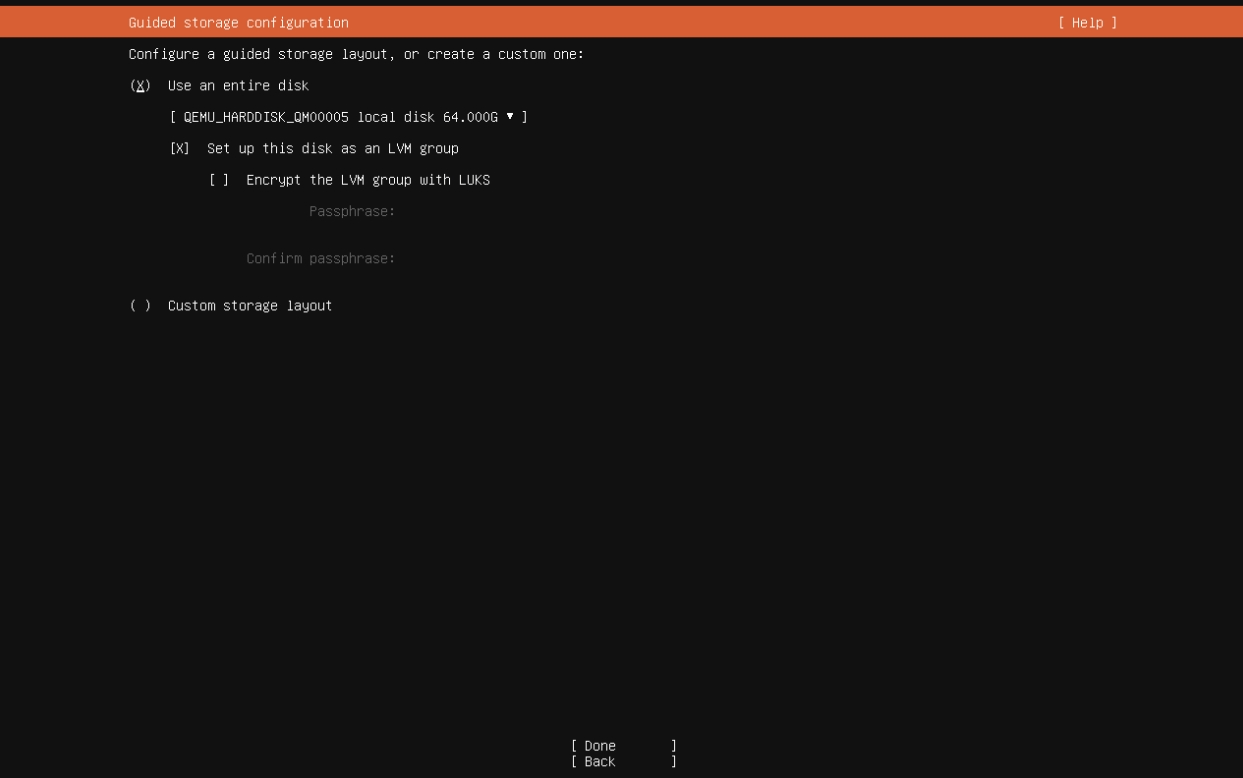 Guided storage configuration [ Help ]
Configure a guided storage layout, or create a custom one:
(X) Use an entire disk
[ QEMU_HARDDISK_QM00005 local disk 64.000G ▾ ]
[X] Set up this disk as an LVM group
[ ] Encrypt the LVM group with LUKS
Passphrase:
Confirm passphrase:
( ) Custom storage layout
[ Done ]
[ Back ]